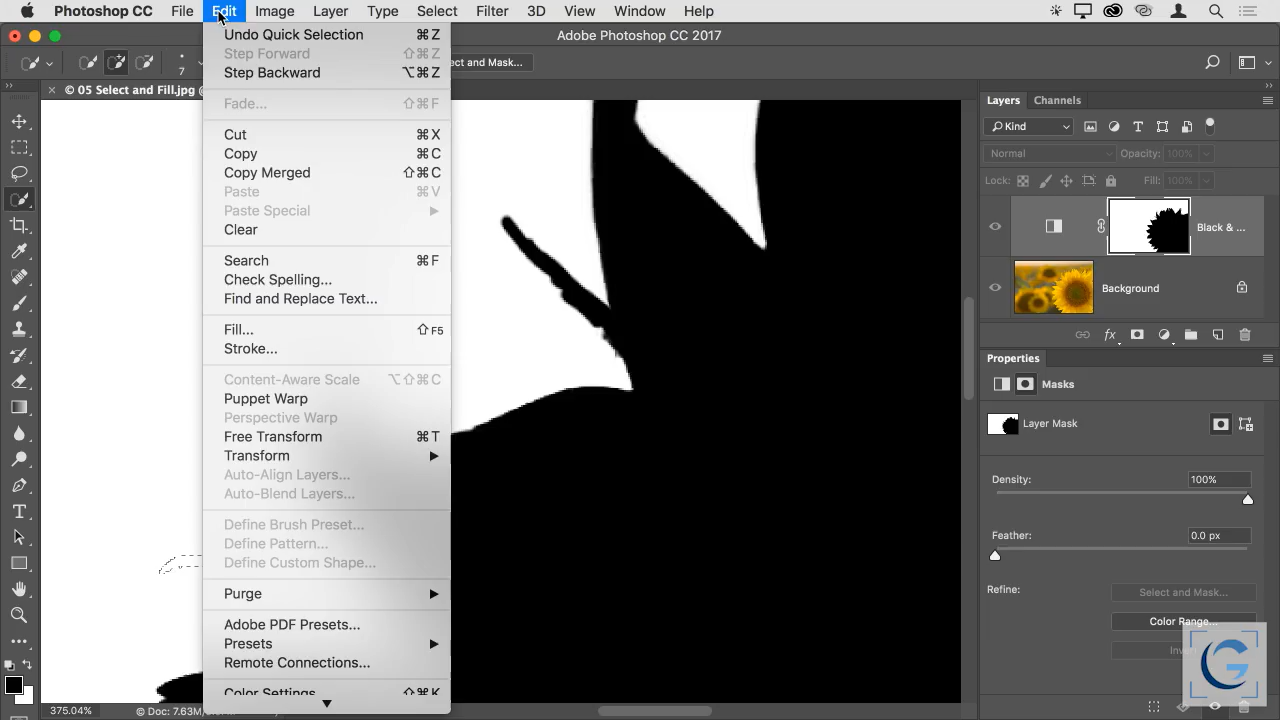 Photoshop CC File Edit Image Layer Type Select Filter 3D View Window Help
Adobe Photoshop CC 2017
7
ect and Mask...
× © 05 Select and Fill.jpg @
Undo Quick Selection ⌘Z
Step Forward ⇧⌘Z
Step Backward ⌥⌘Z
Fade... ⇧⌘F
Cut ⌘X
Copy ⌘C
Copy Merged ⇧⌘C
Paste ⌘V
Paste Special
Clear
Search ⌘F
Check Spelling...
Find and Replace Text...
Fill... ⇧F5
Stroke...
Content-Aware Scale ⌥⇧⌘C
Puppet Warp
Perspective Warp
Free Transform ⌘T
Transform
Auto-Align Layers...
Auto-Blend Layers...
Define Brush Preset...
Define Pattern...
Define Custom Shape...
Purge
Adobe PDF Presets...
Presets
Remote Connections...
Color Settings... ⇧⌘K
Layers Channels
Kind
Normal Opacity: 100%
Lock: Fill: 100%
Black & ...
Background
fx
Properties
Masks
Layer Mask
Density: 100%
Feather: 0.0 px
Refine: Select and Mask...
Color Range...
Inver
375.04% © Doc: 7.63M/